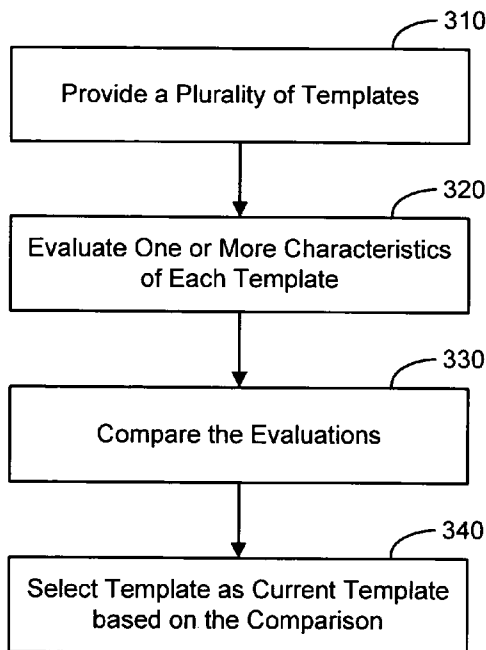 310
Provide a Plurality of Templates
320
Evaluate One or More Characteristics
of Each Template
330
Compare the Evaluations
340
Select Template as Current Template
based on the Comparison